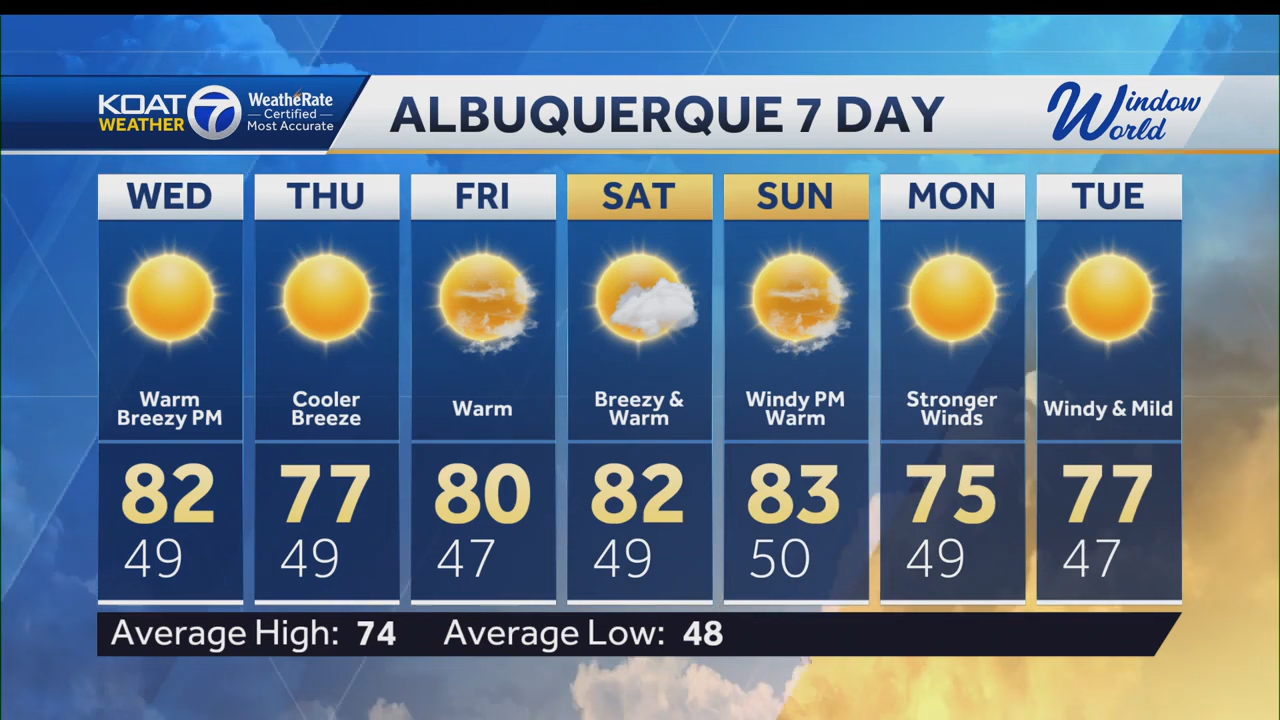 KOAT
WEATHER
7
WeatheRate
Certified
Most Accurate
ALBUQUERQUE 7 DAY
Window
World
WED
THU
FRI
SAT
SUN
MON
TUE
Warm
Breezy PM
Cooler
Breeze
Warm
Breezy &
Warm
Windy PM
Warm
Stronger
Winds
Windy & Mild
82
77
80
82
83
75
77
49
49
47
49
50
49
47
Average High: 74
Average Low: 48